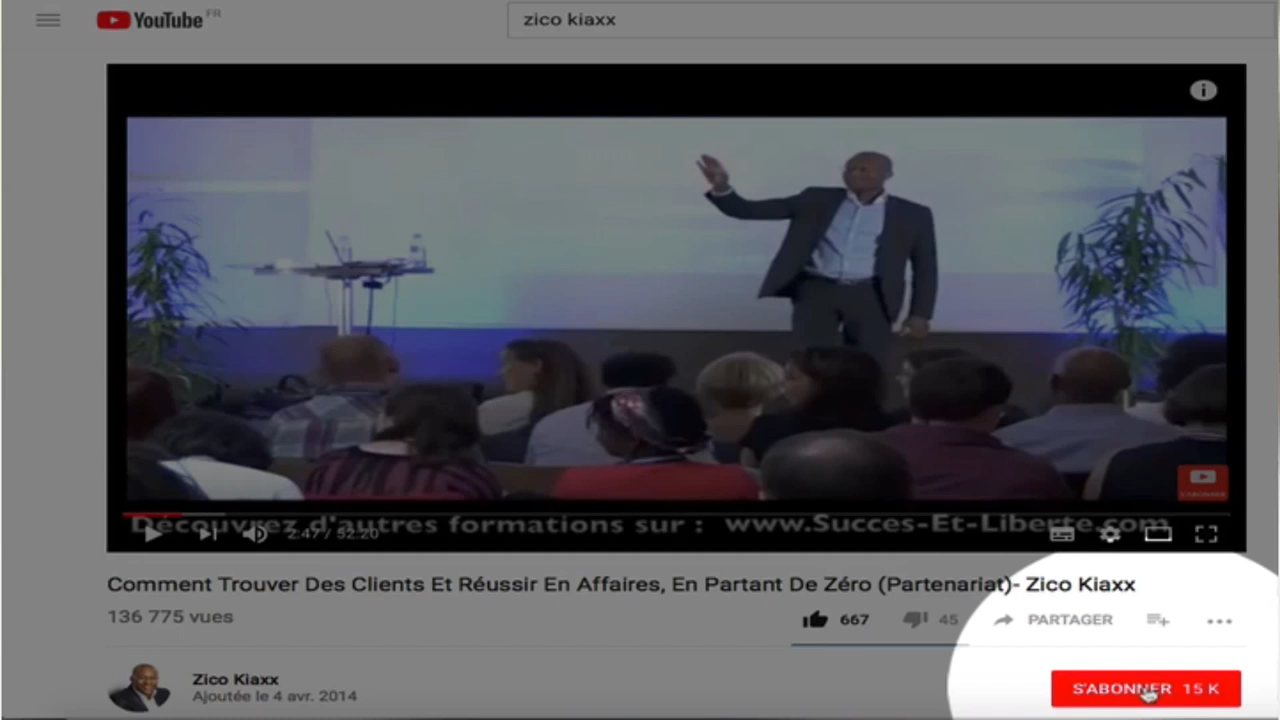 YouTube FR
zico kiaxx
S'ABONNER
Découvrez d'autres formations sur : www.Succes-Et-Liberte.com
2:47 / 52:20
Comment Trouver Des Clients Et Réussir En Affaires, En Partant De Zéro (Partenariat)- Zico Kiaxx
136 775 vues
667 45 PARTAGER
Zico Kiaxx
Ajoutée le 4 avr. 2014
S'ABONNER 15 K